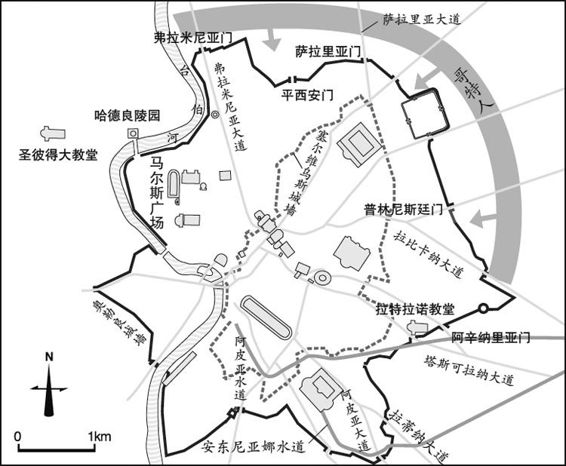 萨拉里亚大道
弗拉米尼亚门
萨拉里亚门
台伯河
弗拉米尼亚大道
平西安门
哥特人
哈德良陵园
圣彼得大教堂
塞尔维乌斯城墙
马尔斯广场
普林尼斯廷门
拉比卡纳大道
奥勒良城墙
拉特拉诺教堂
阿辛纳里亚门
阿皮亚水道
塔斯可拉纳大道
阿皮亚大道
拉蒂纳大道
安东尼亚娜水道
N
0
1km